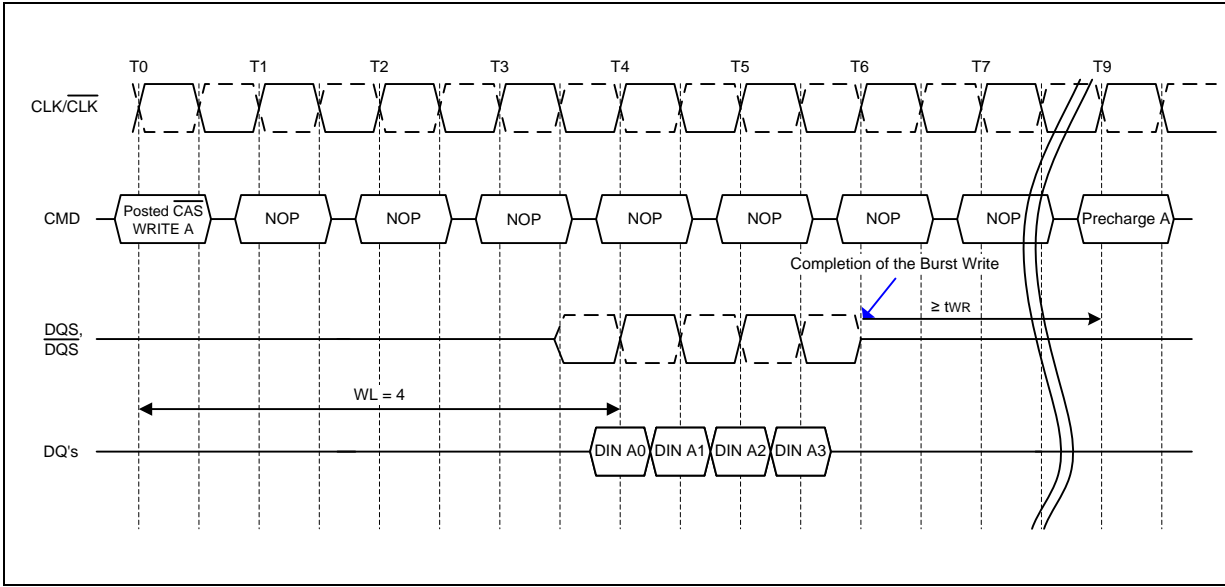 T0 T1 T2 T3 T4 T5 T6 T7 T9
CLK/CLK
CMD
Posted CAS
WRITE A
NOP NOP NOP NOP NOP NOP NOP Precharge A
Completion of the Burst Write
DQS,
DQS
≥ tWR
WL = 4
DQ's
DIN A0 DIN A1 DIN A2 DIN A3